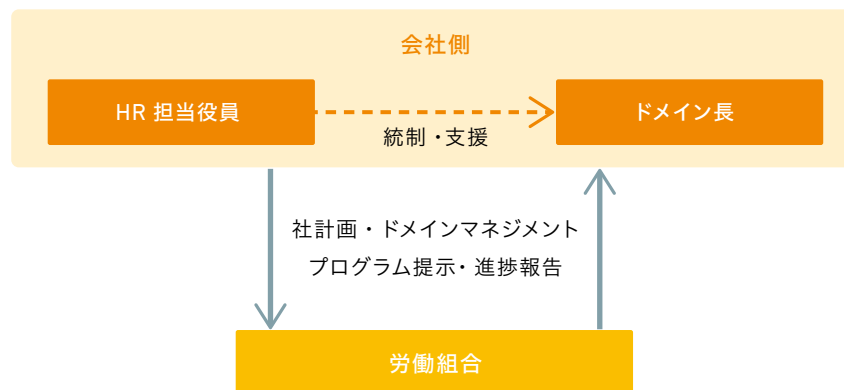 会社側
HR 担当役員
ドメイン長
統制・支援
社計画・ドメインマネジメント
プログラム提示・進捗報告
労働組合